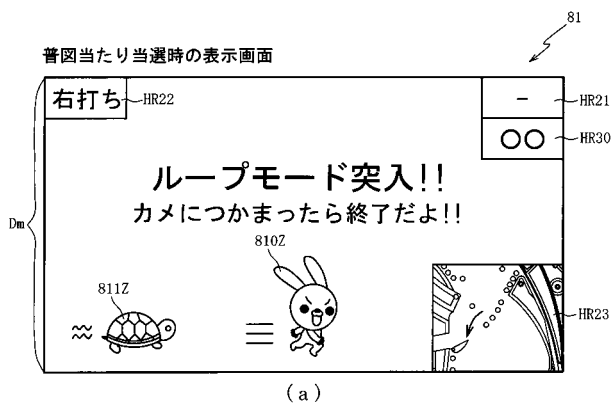 81
普図当たり当選時の表示画面
右打ち
HR22
-
HR21
○○
HR30
ループモード突入!!
カメにつかまったら終了だよ!!
Dm
810Z
811Z
HR23
(a)